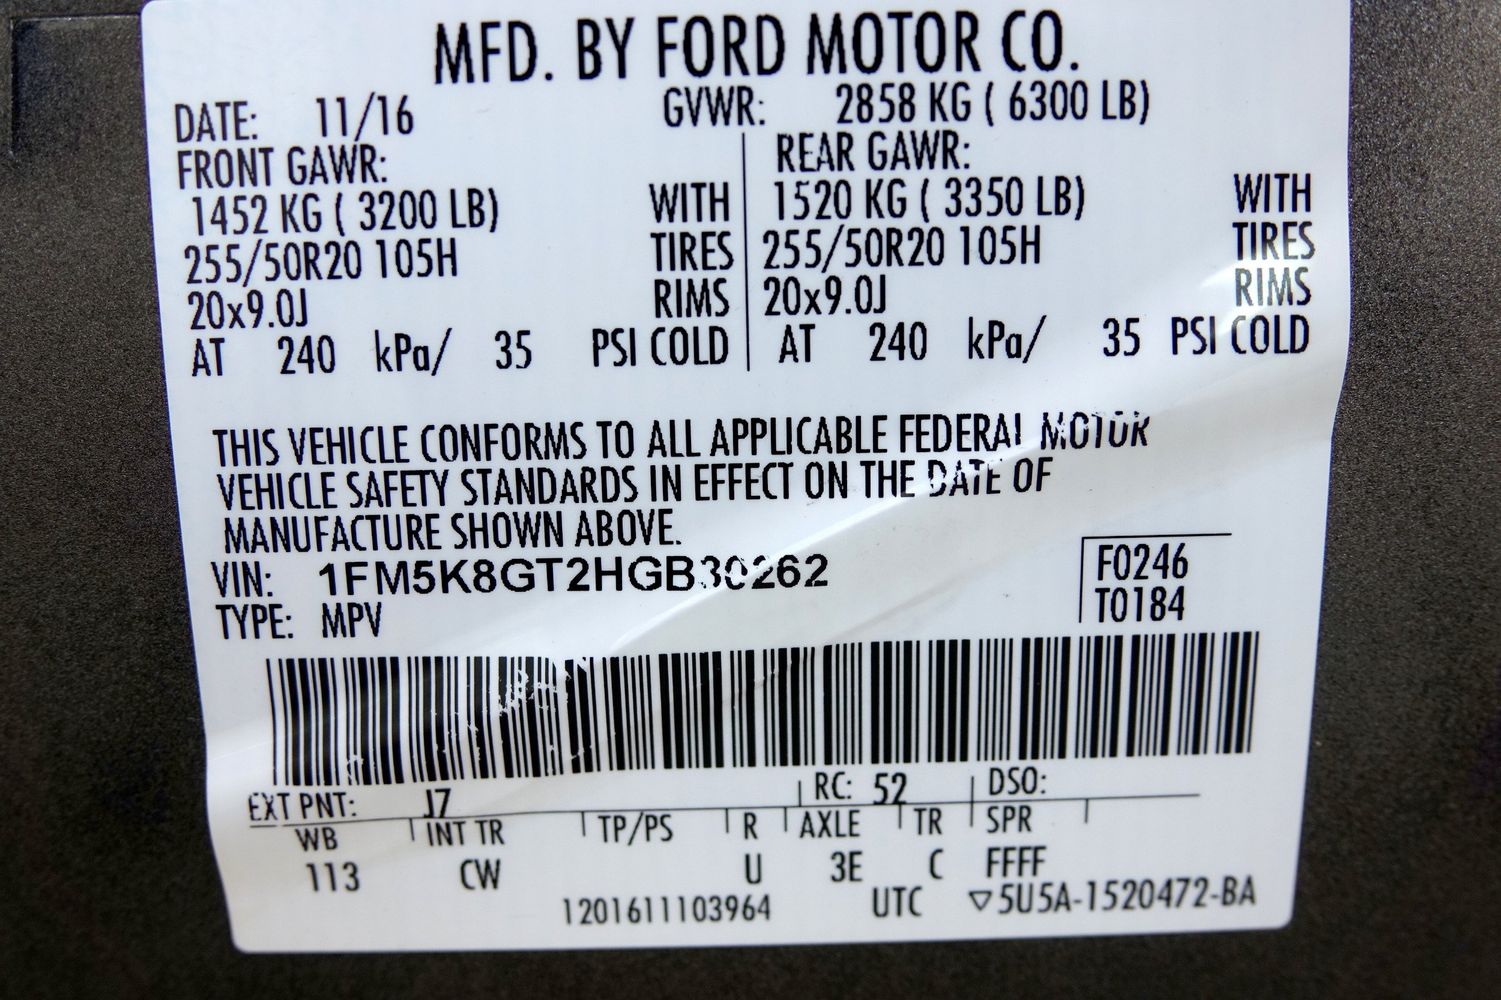 MFD. BY FORD MOTOR CO.
DATE: 11/16 GVWR: 2858 KG ( 6300 LB)
FRONT GAWR: REAR GAWR:
1452 KG ( 3200 LB) WITH 1520 KG ( 3350 LB) WITH
255/50R20 105H TIRES 255/50R20 105H TIRES
20x9.0J RIMS 20x9.0J RIMS
AT 240 kPa/ 35 PSI COLD AT 240 kPa/ 35 PSI COLD
THIS VEHICLE CONFORMS TO ALL APPLICABLE FEDERAL MOTOR
VEHICLE SAFETY STANDARDS IN EFFECT ON THE DATE OF
MANUFACTURE SHOWN ABOVE.
VIN: 1FM5K8GT2HGB30262 F0246
TYPE: MPV T0184
EXT PNT: J7 RC: 52 DSO:
WB INT TR TP/PS R AXLE TR SPR
113 CW U 3E C FFFF
1201611103964 UTC ▽5U5A-1520472-BA